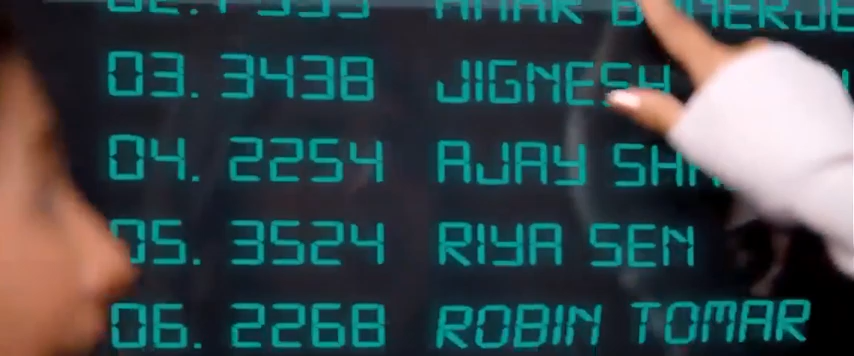 03. 3438 JIGNESH
04. 2254 AJAY
05. 3524 RIYA SEN
06. 2268 ROBIN TOMAR